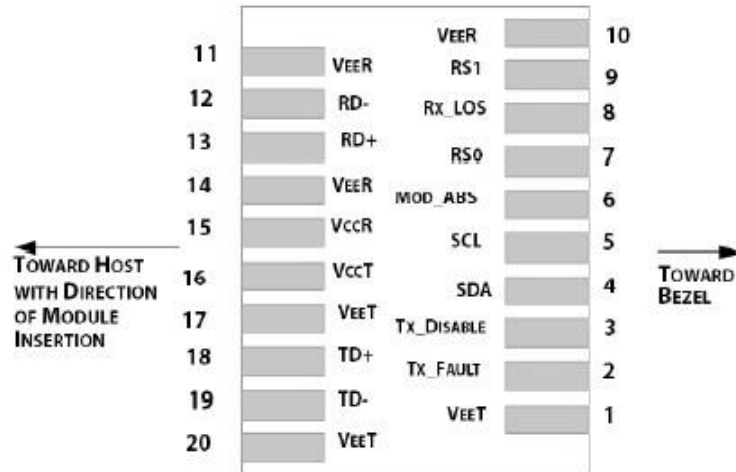 11 VEER
12 RD-
13 RD+
14 VEER
15 VCCR
16 VCCT
17 VEET
18 TD+
19 TD-
20 VEET
TOWARD HOST
WITH DIRECTION
OF MODULE
INSERTION
VEER 10
RS1 9
RX_LOS 8
RS0 7
MOD_ABS 6
SCL 5
SDA 4
TX_DISABLE 3
TX_FAULT 2
VEET 1
TOWARD
BEZEL